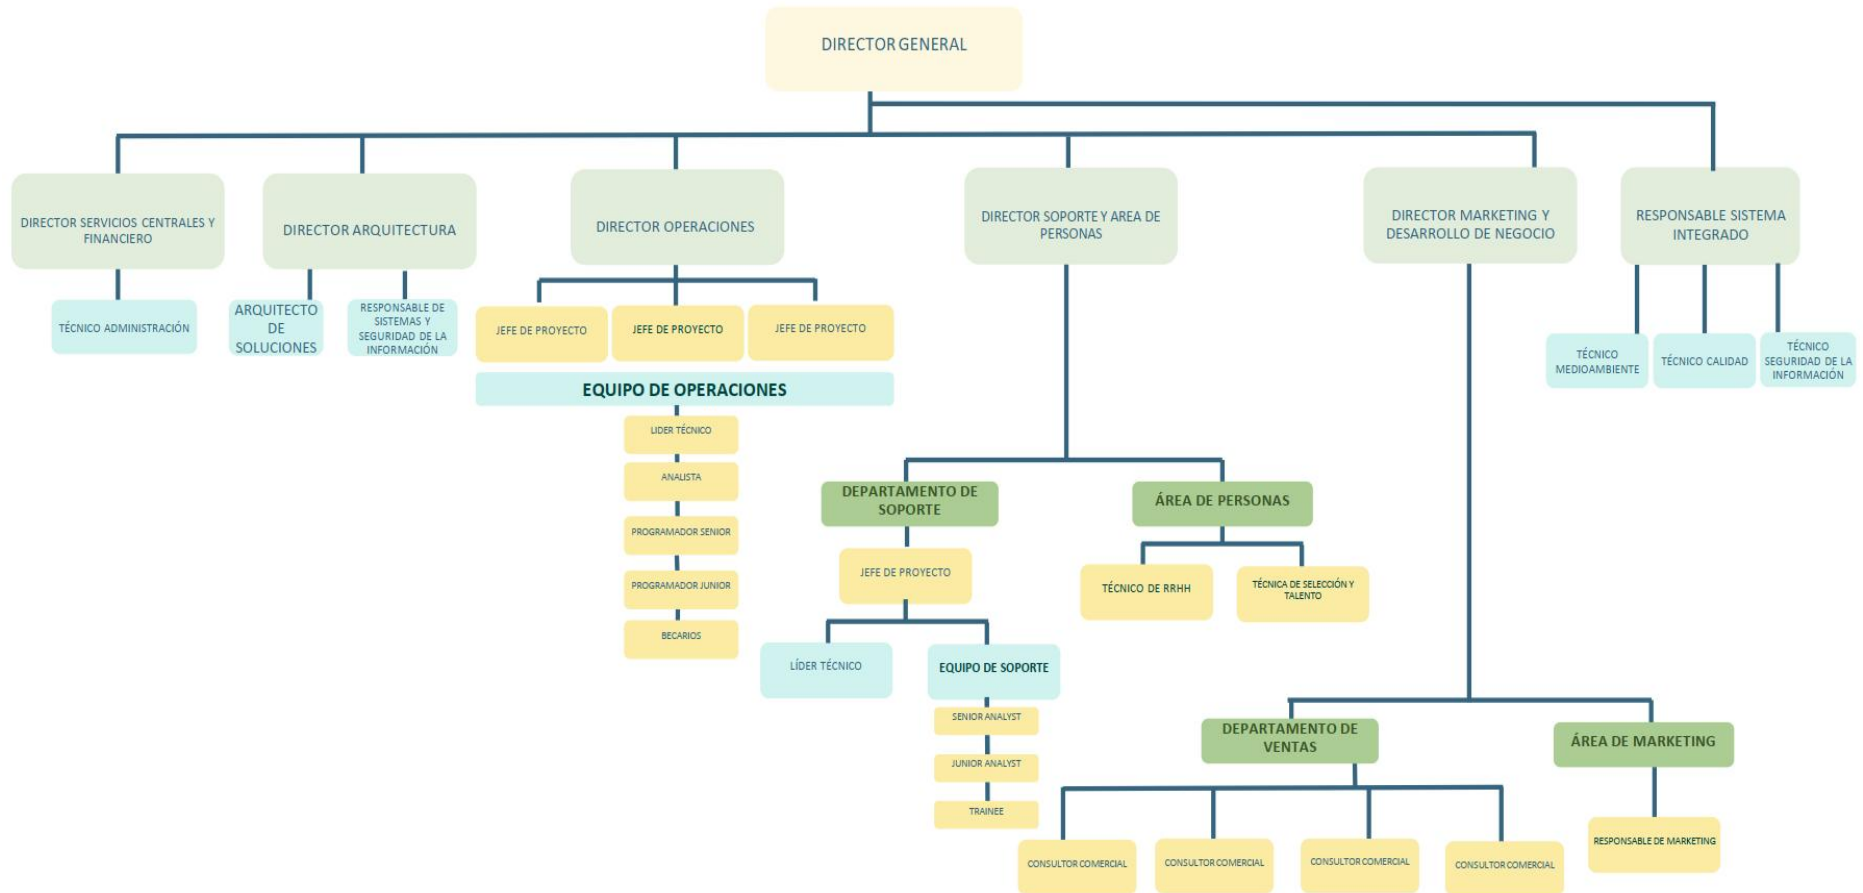 DIRECTOR GENERAL
DIRECTOR SERVICIOS CENTRALES Y
FINANCIERO
DIRECTOR ARQUITECTURA
DIRECTOR OPERACIONES
DIRECTOR SOPORTE Y AREA DE
PERSONAS
DIRECTOR MARKETING Y
DESARROLLO DE NEGOCIO
RESPONSABLE SISTEMA
INTEGRADO
TÉCNICO ADMINISTRACIÓN
ARQUITECTO
DE
SOLUCIONES
RESPONSABLE DE
SISTEMAS Y
SEGURIDAD DE LA
INFORMACIÓN
JEFE DE PROYECTO
JEFE DE PROYECTO
JEFE DE PROYECTO
TÉCNICO
MEDIOAMBIENTE
TÉCNICO CALIDAD
TÉCNICO
SEGURIDAD DE LA
INFORMACIÓN
EQUIPO DE OPERACIONES
LIDER TÉCNICO
ANALISTA
PROGRAMADOR SENIOR
PROGRAMADOR JUNIOR
BECARIOS
DEPARTAMENTO DE
SOPORTE
ÁREA DE PERSONAS
JEFE DE PROYECTO
TÉCNICO DE RRHH
TÉCNICA DE SELECCIÓN Y
TALENTO
LÍDER TÉCNICO
EQUIPO DE SOPORTE
SENIOR ANALYST
JUNIOR ANALYST
TRAINEE
DEPARTAMENTO DE
VENTAS
ÁREA DE MARKETING
CONSULTOR COMERCIAL
CONSULTOR COMERCIAL
CONSULTOR COMERCIAL
CONSULTOR COMERCIAL
RESPONSABLE DE MARKETING